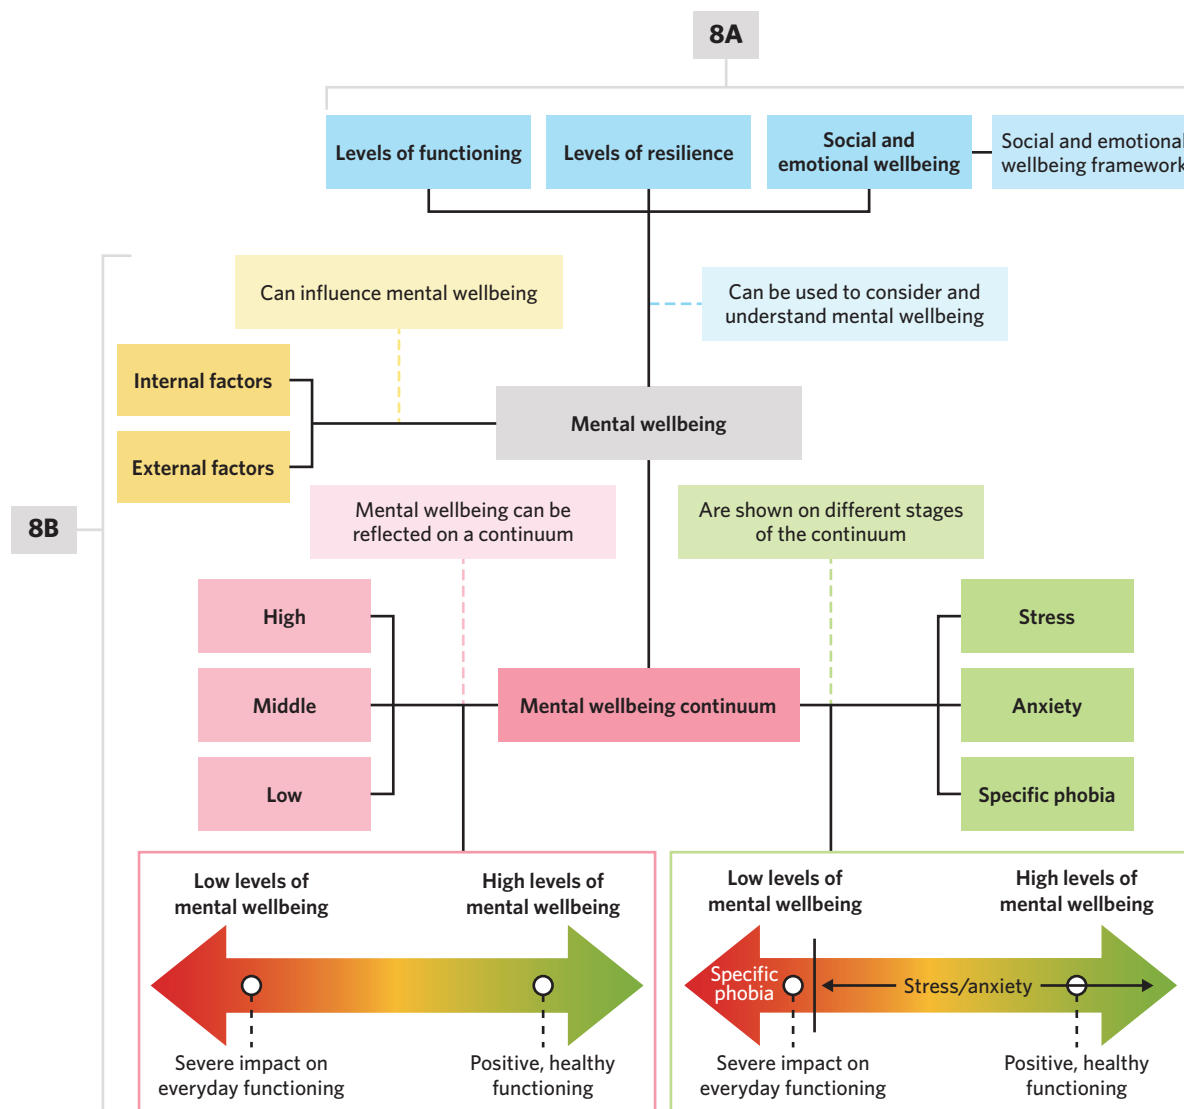 8A
Levels of functioning
Levels of resilience
Social and
emotional wellbeing
Social and emotional
wellbeing framework
Can influence mental wellbeing
Can be used to consider and
understand mental wellbeing
Internal factors
External factors
Mental wellbeing
8B
Mental wellbeing can be
reflected on a continuum
Are shown on different stages
of the continuum
High
Middle
Low
Mental wellbeing continuum
Stress
Anxiety
Specific phobia
Low levels of
mental wellbeing
High levels of
mental wellbeing
Severe impact on
everyday functioning
Positive, healthy
functioning
Low levels of
mental wellbeing
High levels of
mental wellbeing
Specific
phobia
Stress/anxiety
Severe impact on
everyday functioning
Positive, healthy
functioning